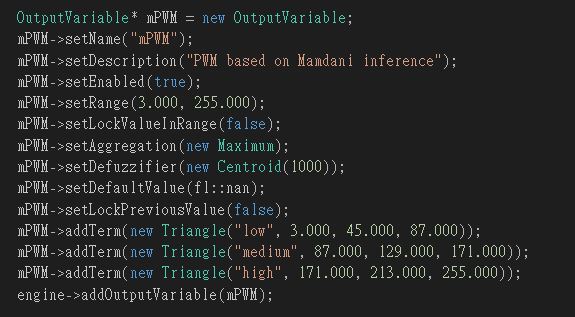 OutputVariable* mPWM = new OutputVariable;
mPWM->setName("mPWM");
mPWM->setDescription("PWM based on Mamdani inference");
mPWM->setEnabled(true);
mPWM->setRange(3.000, 255.000);
mPWM->setLockValueInRange(false);
mPWM->setAggregation(new Maximum);
mPWM->setDefuzzifier(new Centroid(1000));
mPWM->setDefaultValue(fl::nan);
mPWM->setLockPreviousValue(false);
mPWM->addTerm(new Triangle("low", 3.000, 45.000, 87.000));
mPWM->addTerm(new Triangle("medium", 87.000, 129.000, 171.000));
mPWM->addTerm(new Triangle("high", 171.000, 213.000, 255.000));
engine->addOutputVariable(mPWM);